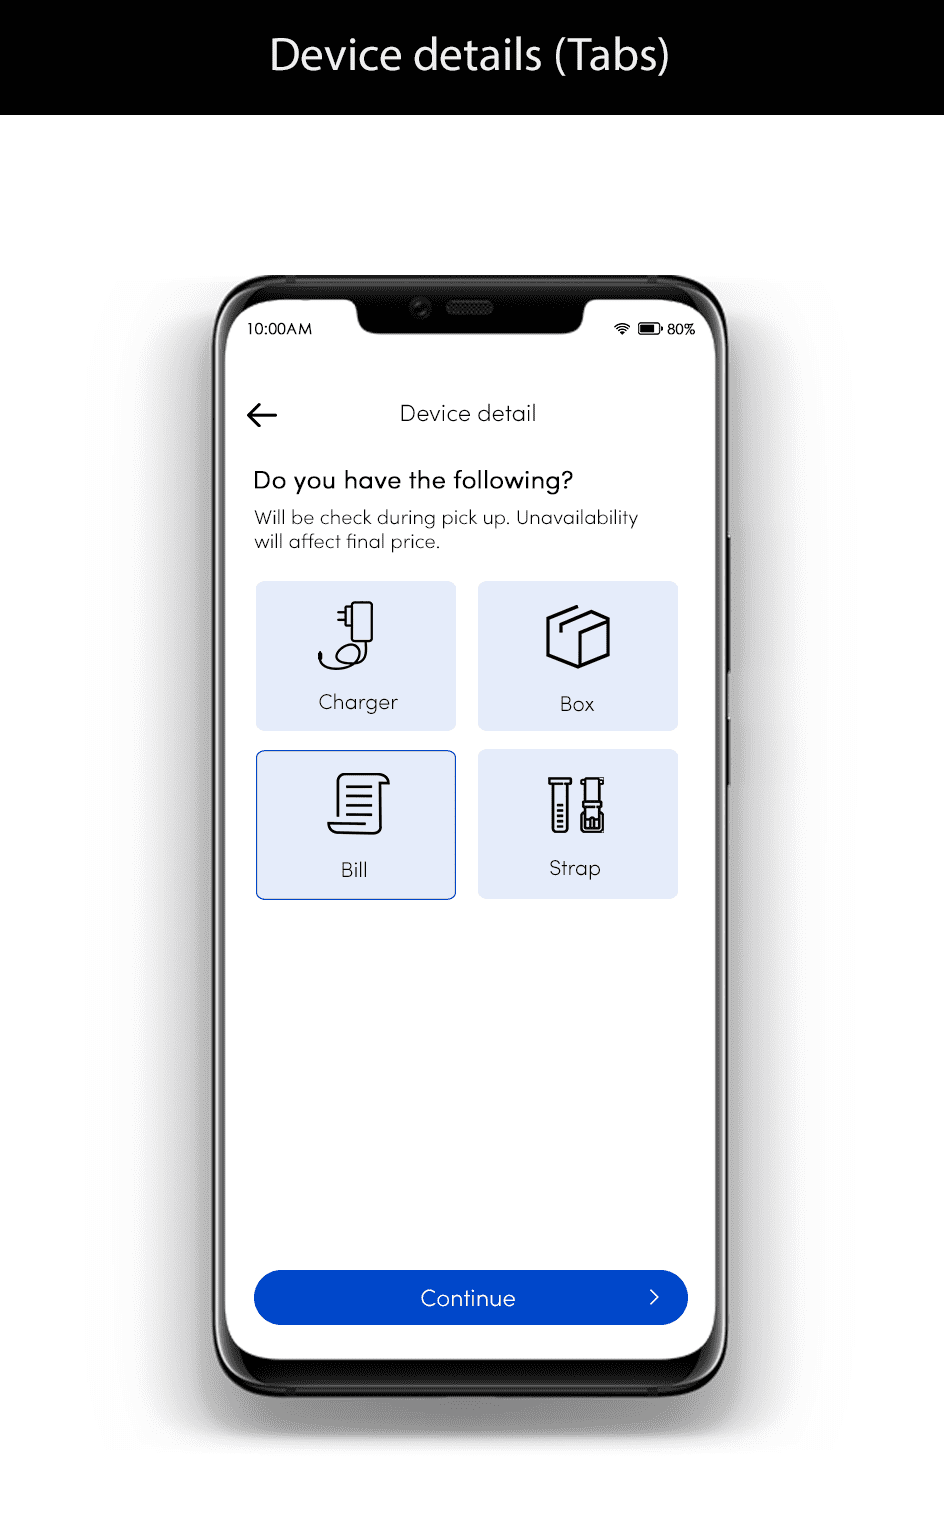 Device details (Tabs)
10:00AM
80%
Device detail
Do you have the following?
Will be check during pick up. Unavailability
will affect final price.
Charger
Box
Bill
Strap
Continue